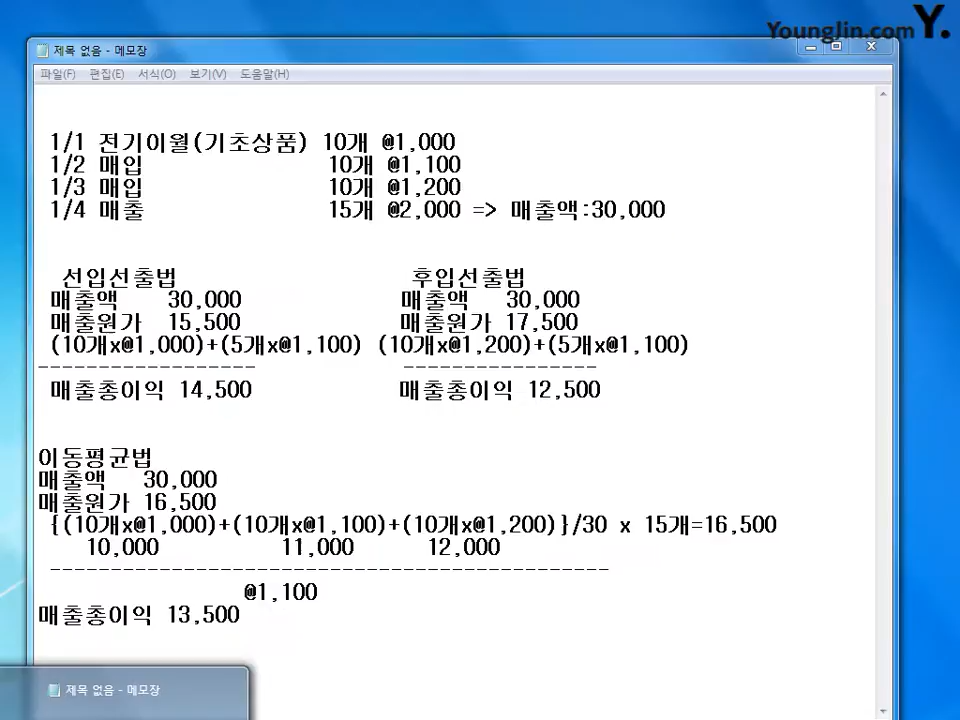 YoungJin.com Y.
제목 없음 - 메모장
파일(F) 편집(E) 서식(O) 보기(V) 도움말(H)
1/1 전기이월(기초상품) 10개 @1,000
1/2 매입 10개 @1,100
1/3 매입 10개 @1,200
1/4 매출 15개 @2,000 => 매출액:30,000
선입선출법 후입선출법
매출액 30,000 매출액 30,000
매출원가 15,500 매출원가 17,500
(10개x@1,000)+(5개x@1,100) (10개x@1,200)+(5개x@1,100)
------------------ ----------------
매출총이익 14,500 매출총이익 12,500
이동평균법
매출액 30,000
매출원가 16,500
{(10개x@1,000)+(10개x@1,100)+(10개x@1,200)}/30 x 15개=16,500
10,000 11,000 12,000
----------------------------------------------
@1,100
매출총이익 13,500
제목 없음 - 메모장